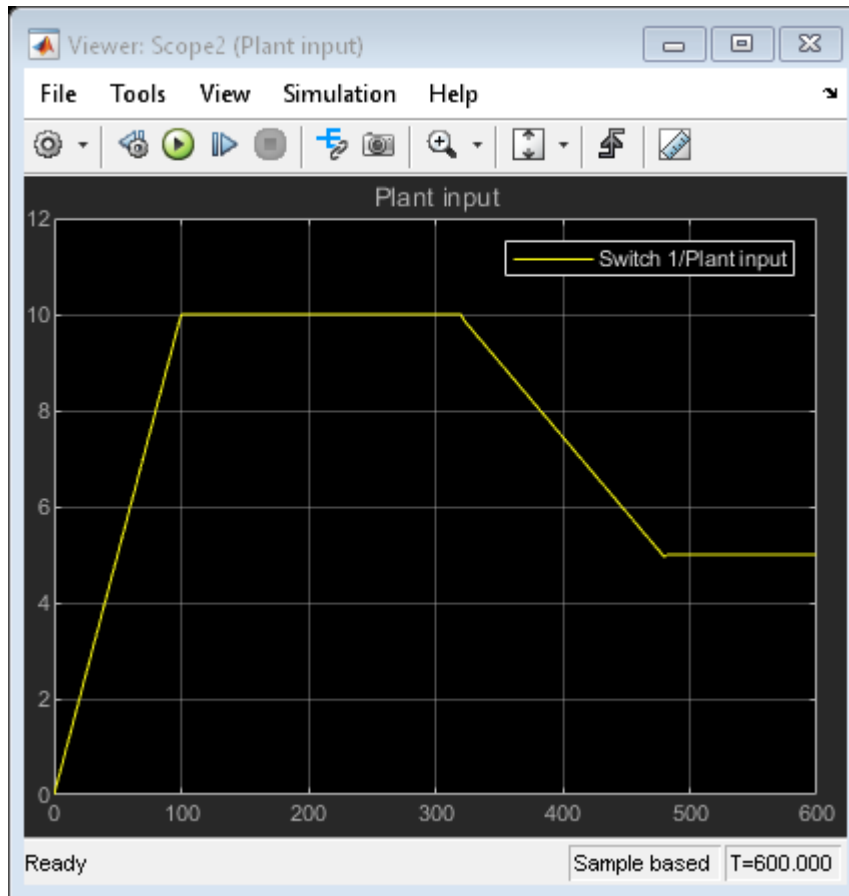 Viewer: Scope2 (Plant input)
File Tools View Simulation Help
Plant input
12
Switch 1/Plant input
10
8
6
4
2
0
0 100 200 300 400 500 600
Ready Sample based T=600.000